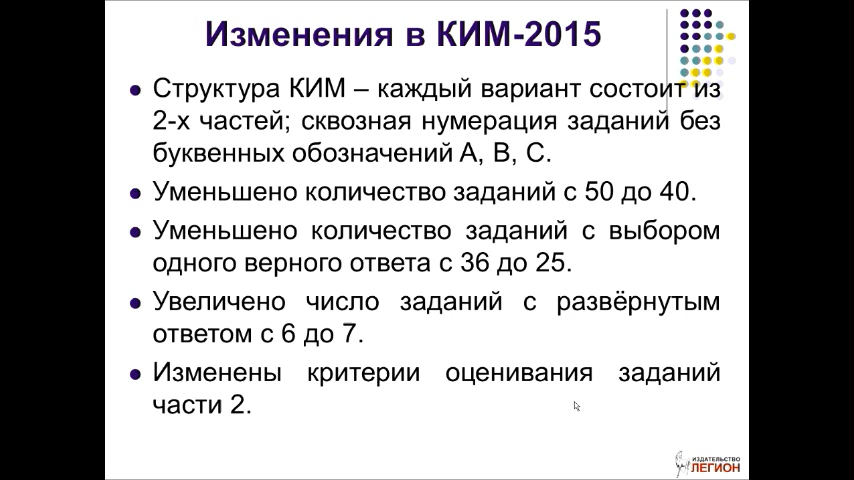 Изменения в КИМ-2015
● Структура КИМ – каждый вариант состоит из
2-х частей; сквозная нумерация заданий без
буквенных обозначений А, В, С.
● Уменьшено количество заданий с 50 до 40.
● Уменьшено количество заданий с выбором
одного верного ответа с 36 до 25.
● Увеличено число заданий с развёрнутым
ответом с 6 до 7.
● Изменены критерии оценивания заданий
части 2.
ИЗДАТЕЛЬСТВО
ЛЕГИОН